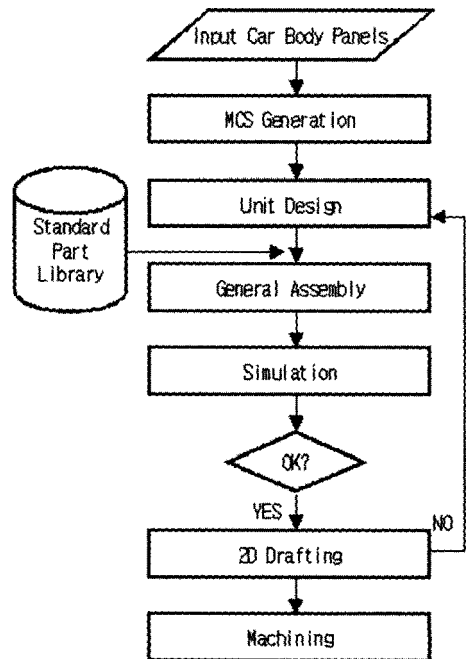 Input Car Body Panels
MCS Generation
Unit Design
Standard
Part
Library
General Assembly
Simulation
OK?
YES
NO
2D Drafting
Machining